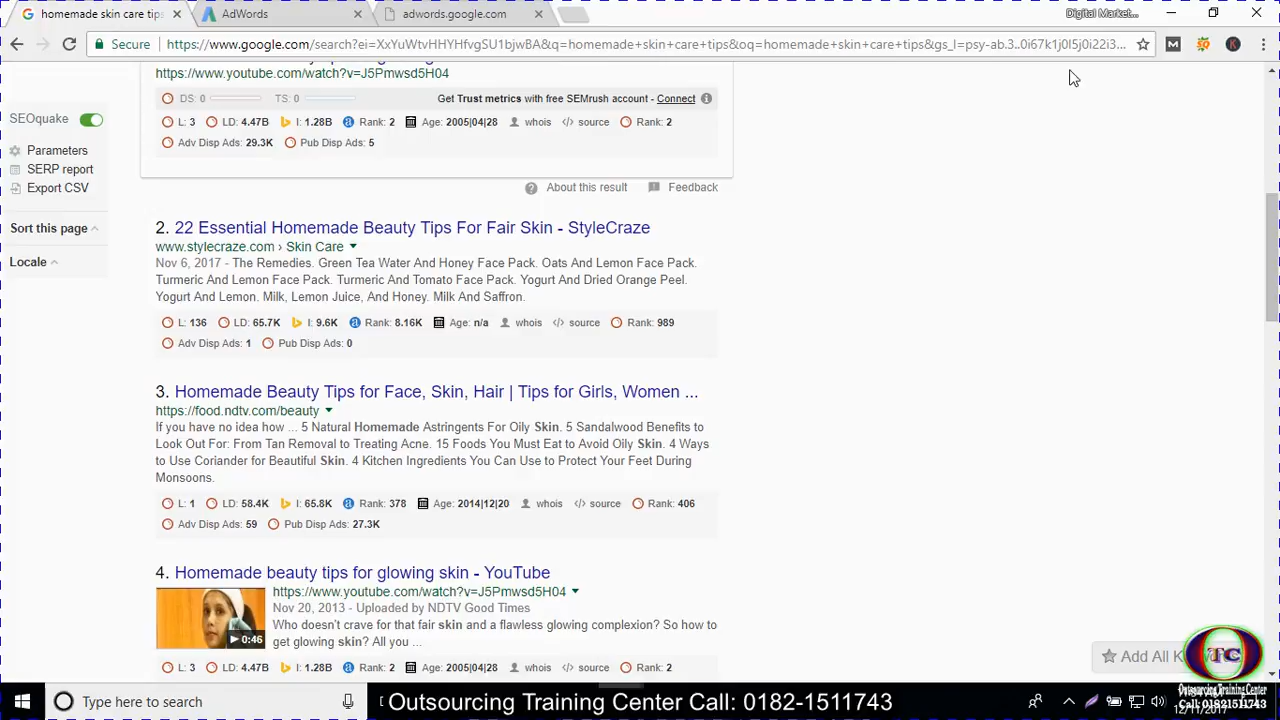 homemade skin care tips
AdWords
adwords.google.com
Digital Market...
Secure
https://www.google.com/search?ei=XxYuWtvHHYHfvgSU1bjwBA&q=homemade+skin+care+tips&oq=homemade+skin+care+tips&gs_l=psy-ab.3..0i67k1j0l5j0i22i3...
https://www.youtube.com/watch?v=J5Pmwsd5H04
DS: 0 TS: 0 Get Trust metrics with free SEMrush account - Connect
SEOquake
L: 3 LD: 4.47B I: 1.28B Rank: 2 Age: 2005|04|28 whois source Rank: 2
Adv Disp Ads: 29.3K Pub Disp Ads: 5
Parameters
SERP report
Export CSV
About this result Feedback
Sort this page
Locale
2. 22 Essential Homemade Beauty Tips For Fair Skin - StyleCraze
www.stylecraze.com › Skin Care
Nov 6, 2017 - The Remedies. Green Tea Water And Honey Face Pack. Oats And Lemon Face Pack.
Turmeric And Lemon Face Pack. Turmeric And Tomato Face Pack. Yogurt And Dried Orange Peel.
Yogurt And Lemon. Milk, Lemon Juice, And Honey. Milk And Saffron.
L: 136 LD: 65.7K I: 9.6K Rank: 8.16K Age: n/a whois source Rank: 989
Adv Disp Ads: 1 Pub Disp Ads: 0
3. Homemade Beauty Tips for Face, Skin, Hair | Tips for Girls, Women ...
https://food.ndtv.com/beauty
If you have no idea how ... 5 Natural Homemade Astringents For Oily Skin. 5 Sandalwood Benefits to
Look Out For: From Tan Removal to Treating Acne. 15 Foods You Must Eat to Avoid Oily Skin. 4 Ways
to Use Coriander for Beautiful Skin. 4 Kitchen Ingredients You Can Use to Protect Your Feet During
Monsoons.
L: 1 LD: 58.4K I: 65.8K Rank: 378 Age: 2014|12|20 whois source Rank: 406
Adv Disp Ads: 59 Pub Disp Ads: 27.3K
4. Homemade beauty tips for glowing skin - YouTube
https://www.youtube.com/watch?v=J5Pmwsd5H04
Nov 20, 2013 - Uploaded by NDTV Good Times
Who doesn't crave for that fair skin and a flawless glowing complexion? So how to
get glowing skin? All you ...
0:46
L: 3 LD: 4.47B I: 1.28B Rank: 2 Age: 2005|04|28 whois source Rank: 2
Add All
TC
Outsourcing Training Center
Call: 01821511743
Type here to search
Outsourcing Training Center Call: 0182-1511743